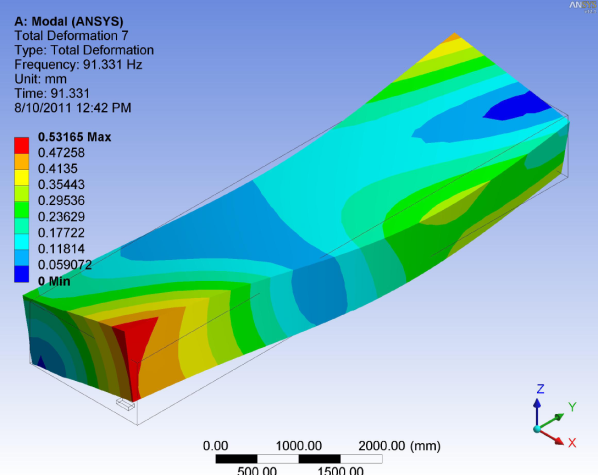 A: Modal (ANSYS)
Total Deformation 7
Type: Total Deformation
Frequency: 91.331 Hz
Unit: mm
Time: 91.331
8/10/2011 12:42 PM
0.53165 Max
0.47258
0.4135
0.35443
0.29536
0.23629
0.17722
0.11814
0.059072
0 Min
Z
Y
X
0.00 1000.00 2000.00 (mm)
500.00 1500.00